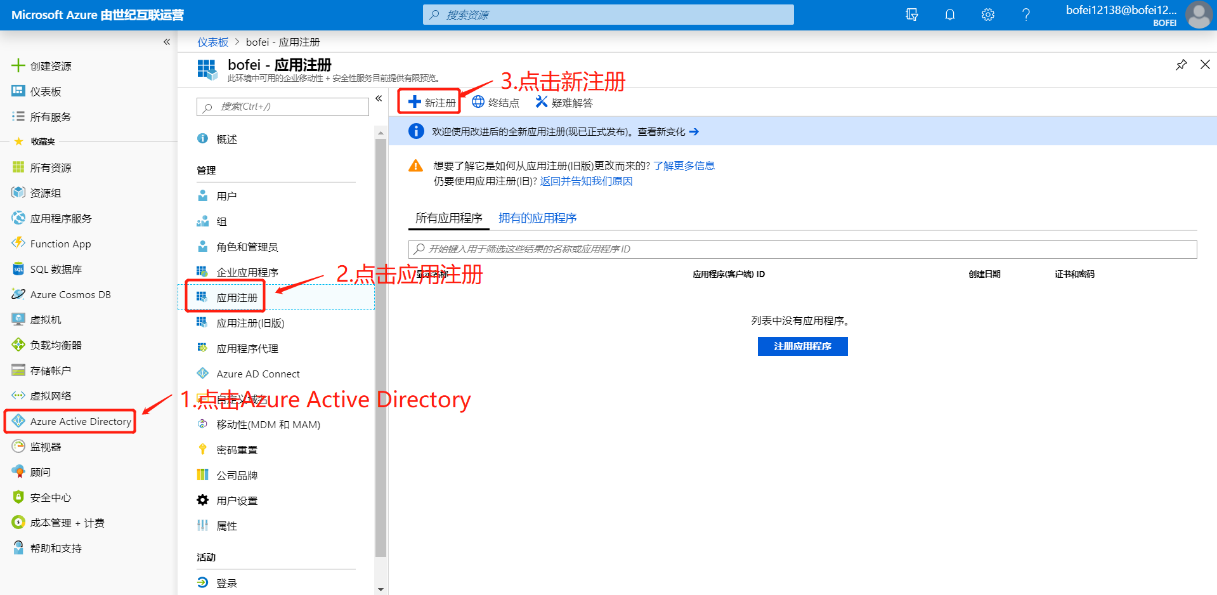 Microsoft Azure 由世纪互联运营
搜索资源
bofei12138@bofei12...
BOFEI
«
仪表板 > bofei - 应用注册
bofei - 应用注册
此环境中可用的企业移动性 + 安全性服务目前提供有限预览。
创建资源
仪表板
所有服务
收藏夹
所有资源
资源组
应用程序服务
Function App
SQL 数据库
Azure Cosmos DB
虚拟机
负载均衡器
存储帐户
虚拟网络
Azure Active Directory
监视器
顾问
安全中心
成本管理 + 计费
帮助和支持
搜索(Ctrl+/)
«
概述
管理
用户
组
角色和管理员
企业应用程序
应用注册
应用注册(旧版)
应用程序代理
Azure AD Connect
移动性(MDM 和 MAM)
密码重置
公司品牌
用户设置
属性
活动
登录
1.点击Azure Active Directory
2.点击应用注册
3.点击新注册
新注册
终结点
疑难解答
欢迎使用改进后的全新应用注册(现已正式发布)。查看新变化 →
想要了解它是如何从应用注册(旧版)更改而来的? 了解更多信息
仍要使用应用注册(旧)? 返回并告知我们原因
所有应用程序
拥有的应用程序
开始键入用于筛选这些结果的名称或应用程序 ID
应用程序(客户端) ID
创建日期
证书和密码
列表中没有应用程序。
注册应用程序